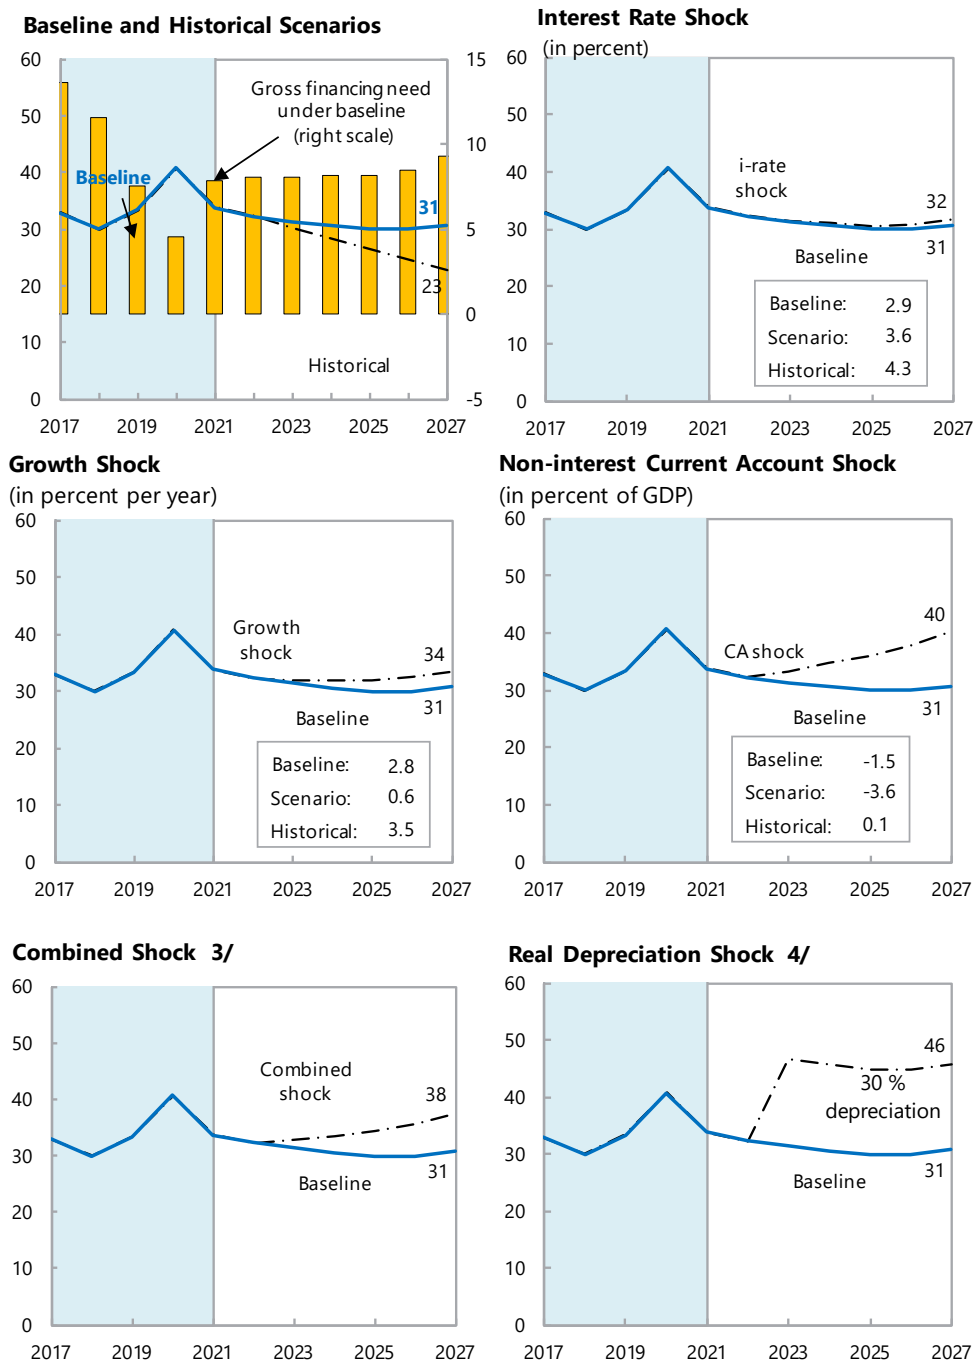 Baseline and Historical Scenarios
60
50
40
30
20
10
0
15
10
5
0
-5
Gross financing need
under baseline
(right scale)
Baseline
31
23
Historical
2017 2019 2021 2023 2025 2027
Interest Rate Shock
(in percent)
60
50
40
30
20
10
0
i-rate
shock
32
31
Baseline
Baseline: 2.9
Scenario: 3.6
Historical: 4.3
2017 2019 2021 2023 2025 2027
Growth Shock
(in percent per year)
60
50
40
30
20
10
0
Growth
shock
34
31
Baseline
Baseline: 2.8
Scenario: 0.6
Historical: 3.5
2017 2019 2021 2023 2025 2027
Non-interest Current Account Shock
(in percent of GDP)
60
50
40
30
20
10
0
40
CA shock
31
Baseline
Baseline: -1.5
Scenario: -3.6
Historical: 0.1
2017 2019 2021 2023 2025 2027
Combined Shock 3/
60
50
40
30
20
10
0
Combined
shock
38
31
Baseline
2017 2019 2021 2023 2025 2027
Real Depreciation Shock 4/
60
50
40
30
20
10
0
46
30 %
depreciation
31
Baseline
2017 2019 2021 2023 2025 2027